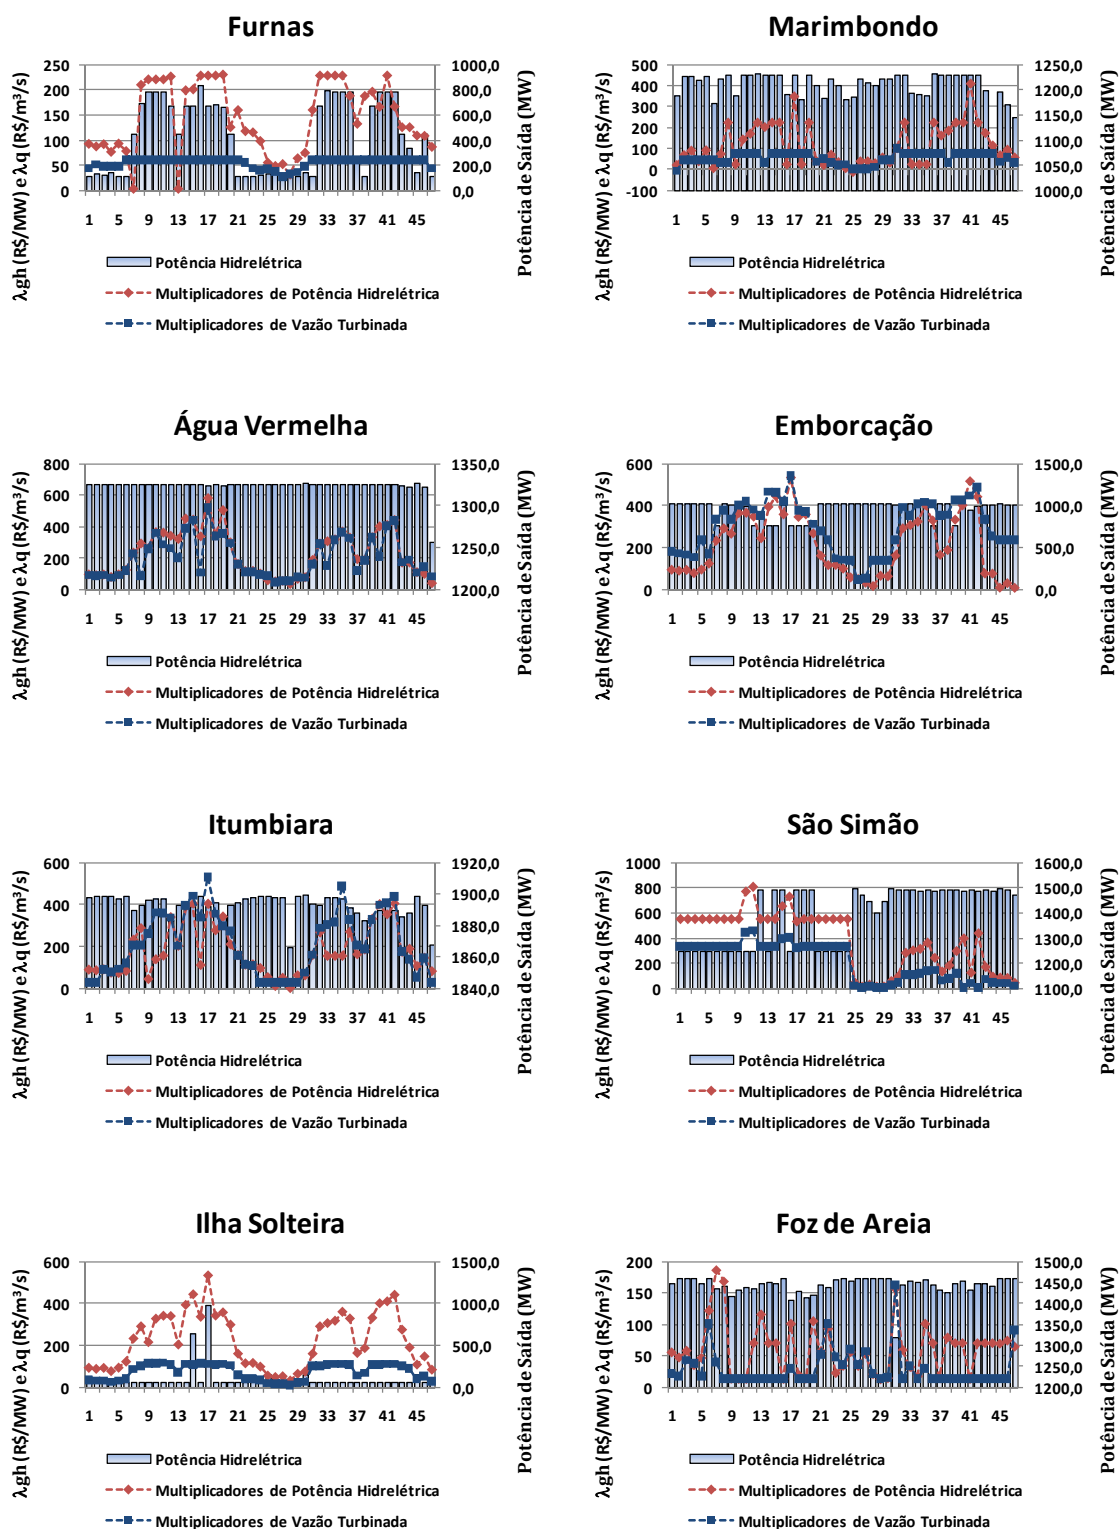 Furnas
λgh (R$/MW) e λq (R$/m³/s)
250
200
150
100
50
0
1000,0
800,0
600,0
400,0
200,0
0,0
Potência de Saída (MW)
1 5 9 13 17 21 25 29 33 37 41 45
Potência Hidrelétrica
Multiplicadores de Potência Hidrelétrica
Multiplicadores de Vazão Turbinada
Marimbondo
λgh (R$/MW) e λq (R$/m³/s)
500
400
300
200
100
0
-100
1250,0
1200,0
1150,0
1100,0
1050,0
1000,0
Potência de Saída (MW)
1 5 9 13 17 21 25 29 33 37 41 45
Potência Hidrelétrica
Multiplicadores de Potência Hidrelétrica
Multiplicadores de Vazão Turbinada
Água Vermelha
λgh (R$/MW) e λq (R$/m³/s)
800
600
400
200
0
1350,0
1300,0
1250,0
1200,0
Potência de Saída (MW)
1 5 9 13 17 21 25 29 33 37 41 45
Potência Hidrelétrica
Multiplicadores de Potência Hidrelétrica
Multiplicadores de Vazão Turbinada
Emborcação
λgh (R$/MW) e λq (R$/m³/s)
600
400
200
0
1500,0
1000,0
500,0
0,0
Potência de Saída (MW)
1 5 9 13 17 21 25 29 33 37 41 45
Potência Hidrelétrica
Multiplicadores de Potência Hidrelétrica
Multiplicadores de Vazão Turbinada
Itumbiara
λgh (R$/MW) e λq (R$/m³/s)
600
400
200
0
1920,0
1900,0
1880,0
1860,0
1840,0
Potência de Saída (MW)
1 5 9 13 17 21 25 29 33 37 41 45
Potência Hidrelétrica
Multiplicadores de Potência Hidrelétrica
Multiplicadores de Vazão Turbinada
São Simão
λgh (R$/MW) e λq (R$/m³/s)
1000
800
600
400
200
0
1600,0
1500,0
1400,0
1300,0
1200,0
1100,0
Potência de Saída (MW)
1 5 9 13 17 21 25 29 33 37 41 45
Potência Hidrelétrica
Multiplicadores de Potência Hidrelétrica
Multiplicadores de Vazão Turbinada
Ilha Solteira
λgh (R$/MW) e λq (R$/m³/s)
600
400
200
0
1500,0
1000,0
500,0
0,0
Potência de Saída (MW)
1 5 9 13 17 21 25 29 33 37 41 45
Potência Hidrelétrica
Multiplicadores de Potência Hidrelétrica
Multiplicadores de Vazão Turbinada
Foz de Areia
λgh (R$/MW) e λq (R$/m³/s)
200
150
100
50
0
1500,0
1450,0
1400,0
1350,0
1300,0
1250,0
1200,0
Potência de Saída (MW)
1 5 9 13 17 21 25 29 33 37 41 45
Potência Hidrelétrica
Multiplicadores de Potência Hidrelétrica
Multiplicadores de Vazão Turbinada